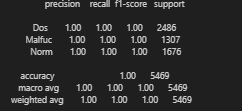 precision recall f1-score support
Dos 1.00 1.00 1.00 2486
Malfuc 1.00 1.00 1.00 1307
Norm 1.00 1.00 1.00 1676
accuracy 1.00 5469
macro avg 1.00 1.00 1.00 5469
weighted avg 1.00 1.00 1.00 5469